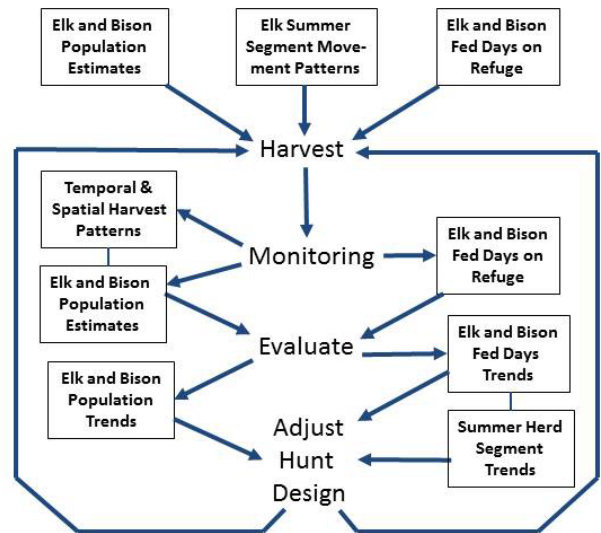 Elk and Bison
Population
Estimates
Elk Summer
Segment Move-
ment Patterns
Elk and Bison
Fed Days on
Refuge
Harvest
Temporal &
Spatial Harvest
Patterns
Monitoring
Elk and Bison
Fed Days on
Refuge
Elk and Bison
Population
Estimates
Evaluate
Elk and Bison
Fed Days
Trends
Elk and Bison
Population
Trends
Adjust
Hunt
Design
Summer Herd
Segment
Trends